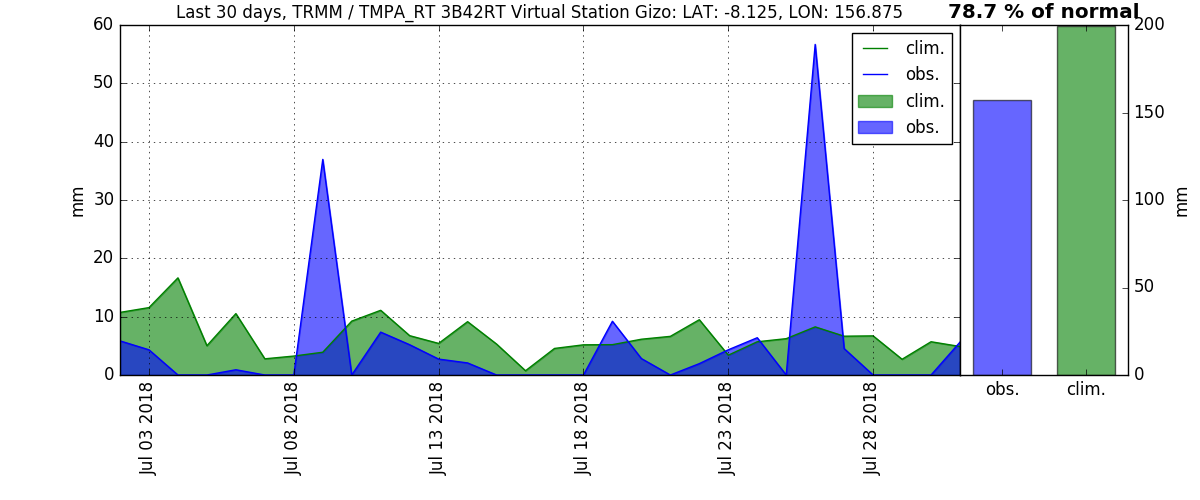 Last 30 days, TRMM / TMPA_RT 3B42RT Virtual Station Gizo: LAT: -8.125, LON: 156.875
78.7 % of normal
60
50
40
30
20
10
0
mm
clim.
obs.
clim.
obs.
Jul 03 2018
Jul 08 2018
Jul 13 2018
Jul 18 2018
Jul 23 2018
Jul 28 2018
200
150
100
50
0
mm
obs.
clim.